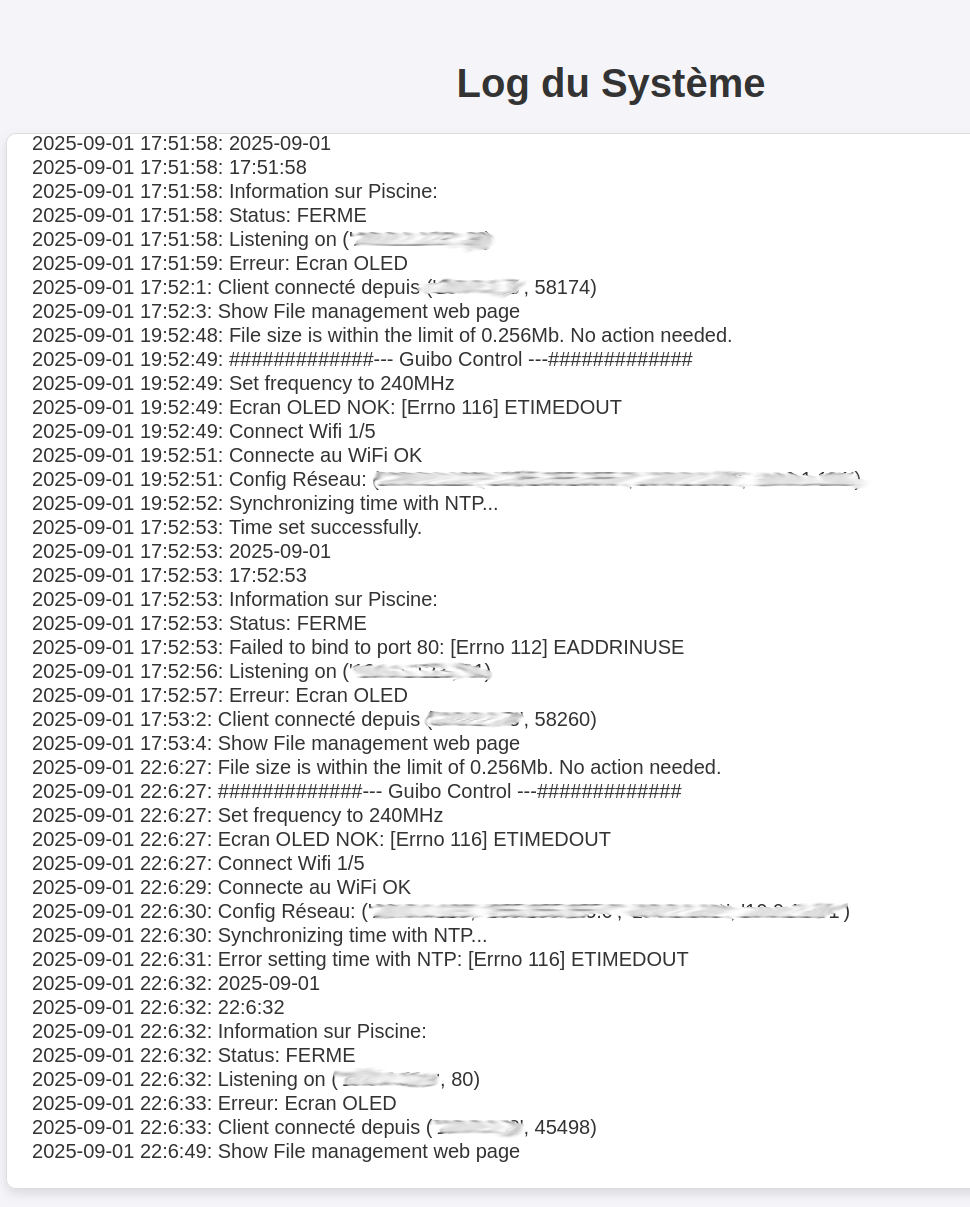 Log du Système
2025-09-01 17:51:58: 2025-09-01
2025-09-01 17:51:58: 17:51:58
2025-09-01 17:51:58: Information sur Piscine:
2025-09-01 17:51:58: Status: FERME
2025-09-01 17:51:58: Listening on ('
2025-09-01 17:51:59: Erreur: Ecran OLED
2025-09-01 17:52:1: Client connecté depuis (', 58174)
2025-09-01 17:52:3: Show File management web page
2025-09-01 19:52:48: File size is within the limit of 0.256Mb. No action needed.
2025-09-01 19:52:49: #############--- Guibo Control ---#############
2025-09-01 19:52:49: Set frequency to 240MHz
2025-09-01 19:52:49: Ecran OLED NOK: [Errno 116] ETIMEDOUT
2025-09-01 19:52:49: Connect Wifi 1/5
2025-09-01 19:52:51: Connecte au WiFi OK
2025-09-01 19:52:51: Config Réseau: ( )
2025-09-01 19:52:52: Synchronizing time with NTP...
2025-09-01 17:52:53: Time set successfully.
2025-09-01 17:52:53: 2025-09-01
2025-09-01 17:52:53: 17:52:53
2025-09-01 17:52:53: Information sur Piscine:
2025-09-01 17:52:53: Status: FERME
2025-09-01 17:52:53: Failed to bind to port 80: [Errno 112] EADDRINUSE
2025-09-01 17:52:56: Listening on (' )
2025-09-01 17:52:57: Erreur: Ecran OLED
2025-09-01 17:53:2: Client connecté depuis ( ', 58260)
2025-09-01 17:53:4: Show File management web page
2025-09-01 22:6:27: File size is within the limit of 0.256Mb. No action needed.
2025-09-01 22:6:27: #############--- Guibo Control ---#############
2025-09-01 22:6:27: Set frequency to 240MHz
2025-09-01 22:6:27: Ecran OLED NOK: [Errno 116] ETIMEDOUT
2025-09-01 22:6:27: Connect Wifi 1/5
2025-09-01 22:6:29: Connecte au WiFi OK
2025-09-01 22:6:30: Config Réseau: (' )
2025-09-01 22:6:30: Synchronizing time with NTP...
2025-09-01 22:6:31: Error setting time with NTP: [Errno 116] ETIMEDOUT
2025-09-01 22:6:32: 2025-09-01
2025-09-01 22:6:32: 22:6:32
2025-09-01 22:6:32: Information sur Piscine:
2025-09-01 22:6:32: Status: FERME
2025-09-01 22:6:32: Listening on ( ', 80)
2025-09-01 22:6:33: Erreur: Ecran OLED
2025-09-01 22:6:33: Client connecté depuis ( ', 45498)
2025-09-01 22:6:49: Show File management web page